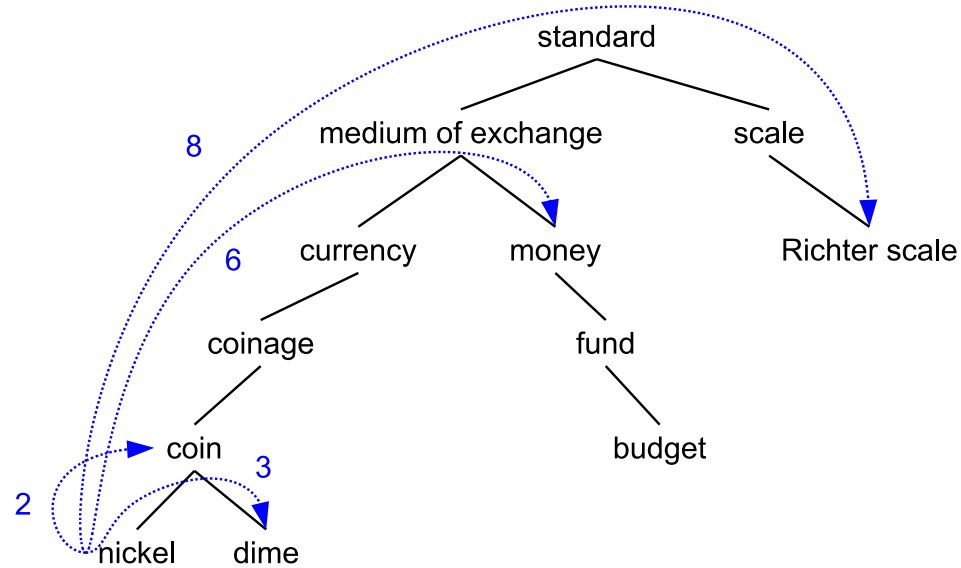 standard
medium of exchange
scale
8
6
currency
money
Richter scale
coinage
fund
coin
budget
3
2
nickel
dime